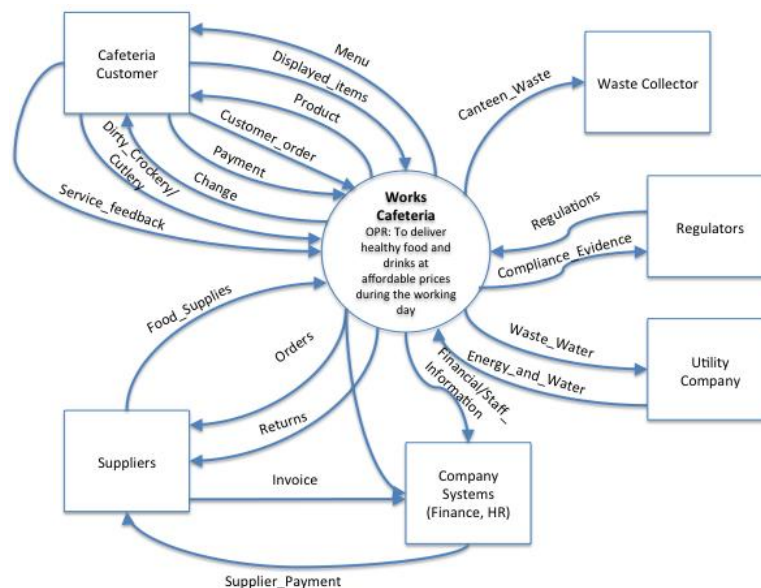 Cafeteria
Customer
Menu
Displayed_items
Product
Customer_order
Payment
Change
Dirty_Crockery/
Cutlery
Service_feedback
Canteen_Waste
Waste Collector
Works
Cafeteria
OPR: To deliver
healthy food and
drinks at
affordable prices
during the working
day
Regulations
Compliance_Evidence
Regulators
Waste_Water
Energy_and_Water
Utility
Company
Food_Supplies
Orders
Returns
Financial/Staff_
Information
Suppliers
Invoice
Company
Systems
(Finance, HR)
Supplier_Payment